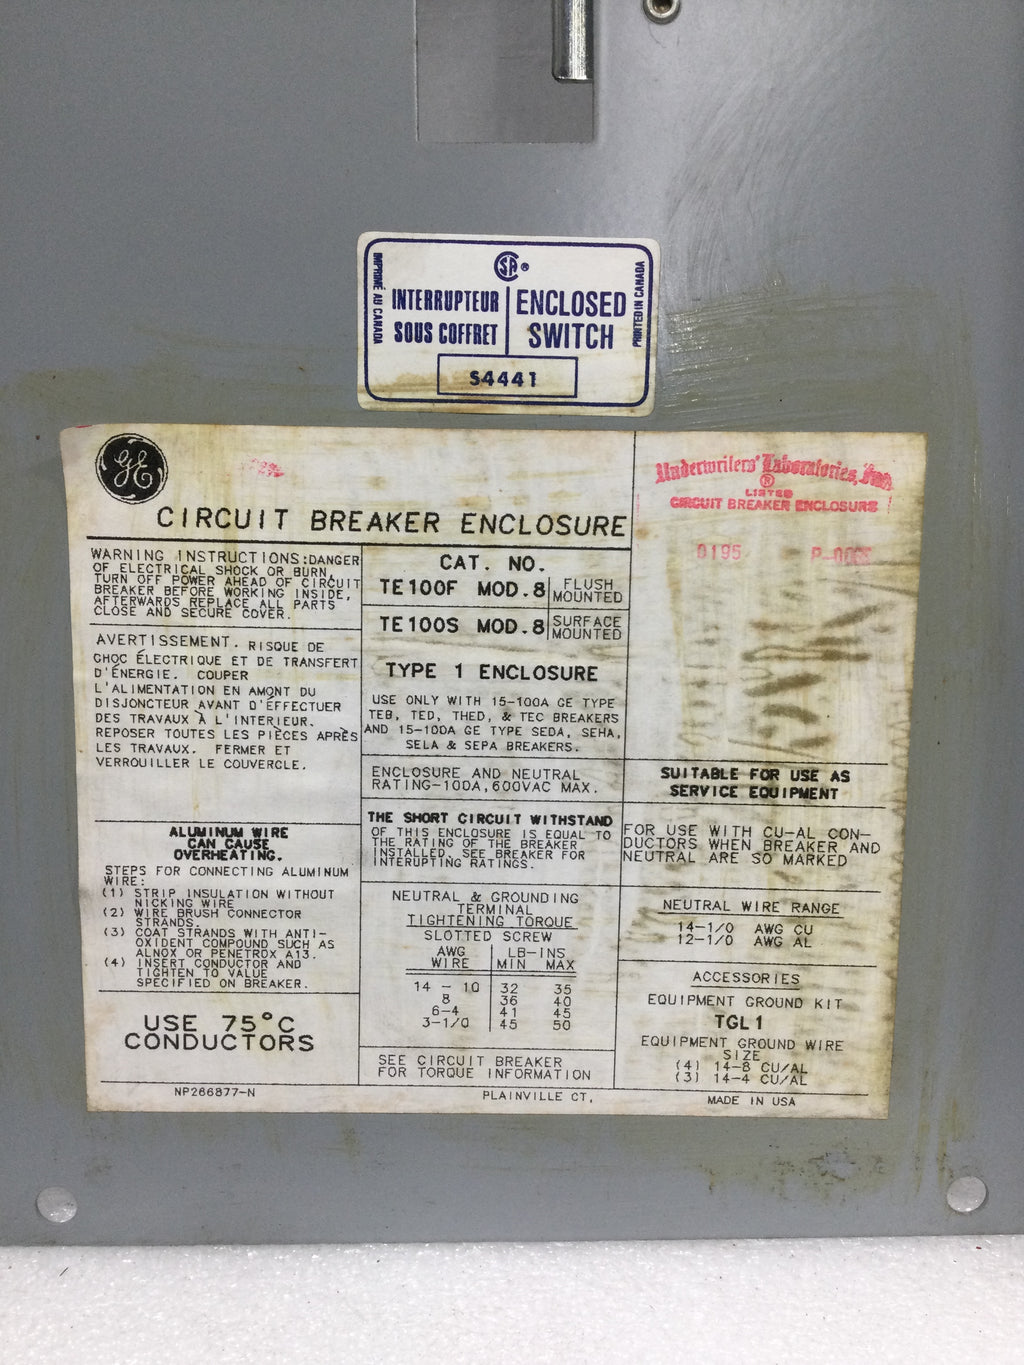 CSA®
IMPRIMÉ AU CANADA
INTERRUPTEUR
SOUS COFFRET
ENCLOSED
SWITCH
PRINTED IN CANADA
S4441
GE
CIRCUIT BREAKER ENCLOSURE
WARNING INSTRUCTIONS:DANGER
OF ELECTRICAL SHOCK OR BURN,
TURN OFF POWER AHEAD OF CIRCUIT
BREAKER BEFORE WORKING INSIDE,
AFTERWARDS REPLACE ALL PARTS
CLOSE AND SECURE COVER.
AVERTISSEMENT. RISQUE DE
CHOC ÉLECTRIQUE ET DE TRANSFERT
D'ÉNERGIE. COUPER
L'ALIMENTATION EN AMONT DU
DISJONCTEUR AVANT D'EFFECTUER
DES TRAVAUX À L'INTERIEUR.
REPOSER TOUTES LES PIÈCES APRÈS
LES TRAVAUX. FERMER ET
VERROUILLER LE COUVERCLE.
ALUMINUM WIRE
CAN CAUSE
OVERHEATING.
STEPS FOR CONNECTING ALUMINUM
WIRE:
(1) STRIP INSULATION WITHOUT
NICKING WIRE
(2) WIRE BRUSH CONNECTOR
STRANDS.
(3) COAT STRANDS WITH ANTI-
OXIDENT COMPOUND SUCH AS
ALNOX OR PENETROX A13.
(4) INSERT CONDUCTOR AND
TIGHTEN TO VALUE
SPECIFIED ON BREAKER.
USE 75°C
CONDUCTORS
NP266877-N
CAT. NO.
TE100F MOD.8 FLUSH
MOUNTED
TE100S MOD.8 SURFACE
MOUNTED
TYPE 1 ENCLOSURE
USE ONLY WITH 15-100A GE TYPE
TEB, TED, THED, & TEC BREAKERS
AND 15-100A GE TYPE SEDA, SEHA,
SELA & SEPA BREAKERS.
ENCLOSURE AND NEUTRAL
RATING-100A,600VAC MAX.
THE SHORT CIRCUIT WITHSTAND
OF THIS ENCLOSURE IS EQUAL TO
THE RATING OF THE BREAKER
INSTALLED. SEE BREAKER FOR
INTERUPTING RATINGS.
NEUTRAL & GROUNDING
TERMINAL
TIGHTENING TORQUE
SLOTTED SCREW
AWG LB-INS
WIRE MIN MAX
14 - 10 32 35
8 36 40
6-4 41 45
3-1/0 45 50
SEE CIRCUIT BREAKER
FOR TORQUE INFORMATION
PLAINVILLE CT,
Underwriters' Laboratories, Inc.
®
LISTED
CIRCUIT BREAKER ENCLOSURE
0195
SUITABLE FOR USE AS
SERVICE EQUIPMENT
FOR USE WITH CU-AL CON-
DUCTORS WHEN BREAKER AND
NEUTRAL ARE SO MARKED
NEUTRAL WIRE RANGE
14-1/0 AWG CU
12-1/0 AWG AL
ACCESSORIES
EQUIPMENT GROUND KIT
TGL1
EQUIPMENT GROUND WIRE
SIZE
(4) 14-8 CU/AL
(3) 14-4 CU/AL
MADE IN USA